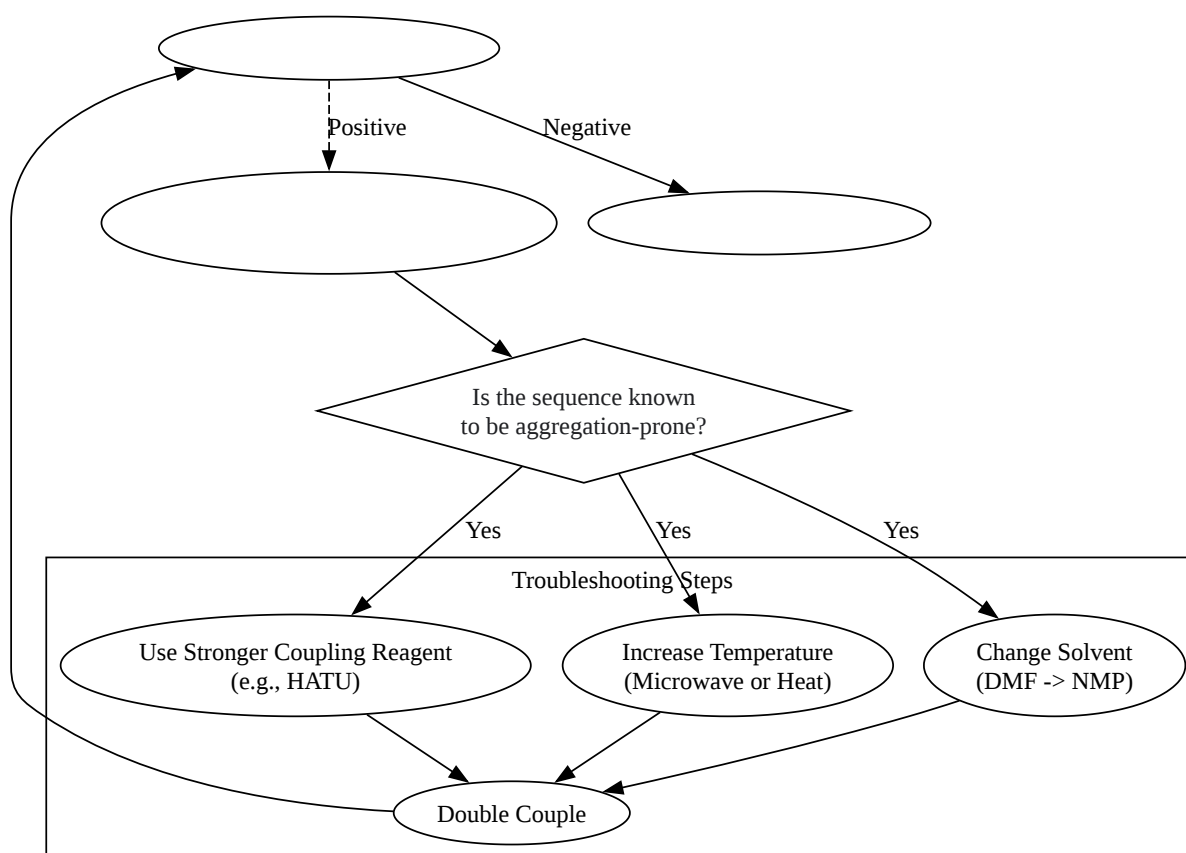 Positive
Negative
Is the sequence known
to be aggregation-prone?
Yes
Yes
Yes
Troubleshooting Steps
Use Stronger Coupling Reagent
(e.g., HATU)
Increase Temperature
(Microwave or Heat)
Change Solvent
(DMF -> NMP)
Double Couple